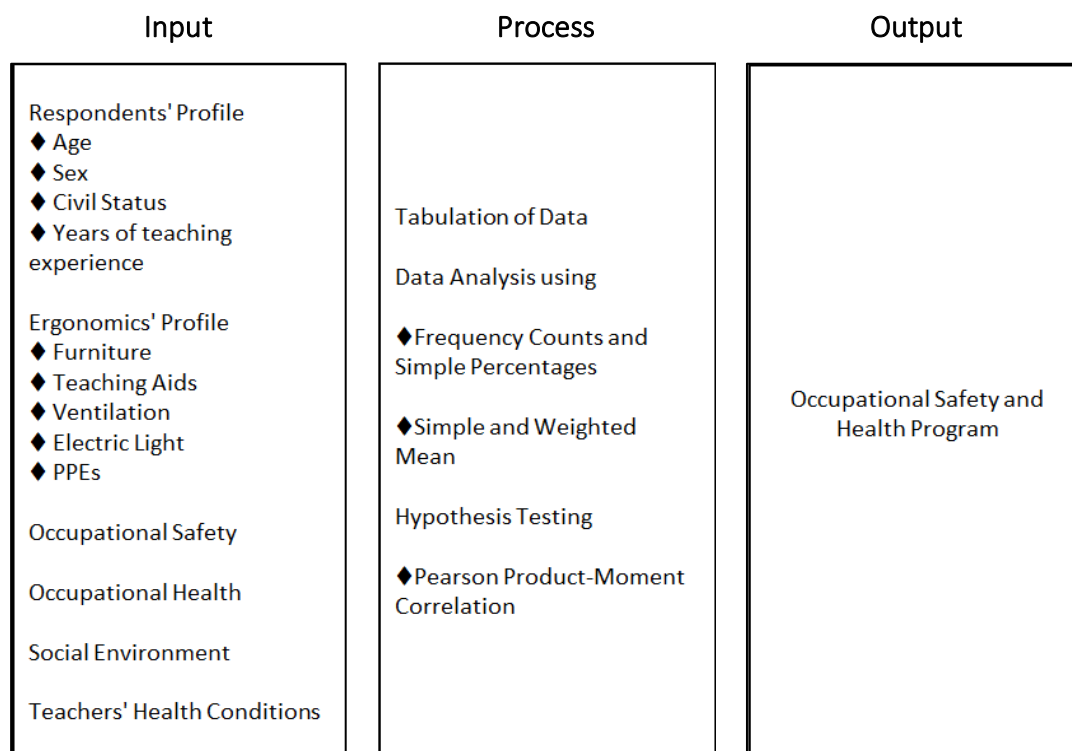 Input
Respondents' Profile
♦ Age
♦ Sex
♦ Civil Status
♦ Years of teaching
experience
Ergonomics' Profile
♦ Furniture
♦ Teaching Aids
♦ Ventilation
♦ Electric Light
♦ PPEs
Occupational Safety
Occupational Health
Social Environment
Teachers' Health Conditions
Process
Tabulation of Data
Data Analysis using
♦Frequency Counts and
Simple Percentages
♦Simple and Weighted
Mean
Hypothesis Testing
♦Pearson Product-Moment
Correlation
Output
Occupational Safety and
Health Program